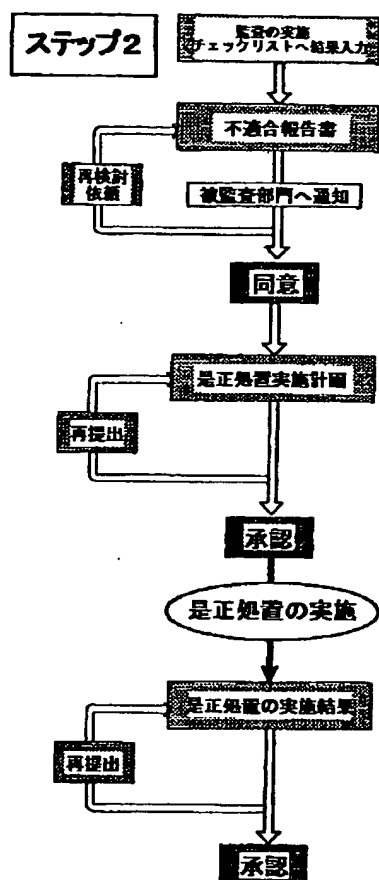 ステップ2
監査の実施
チェックリストへ結果入力
不適合報告書
再検討
依頼
被監査部門へ通知
同意
是正処置実施計画
再提出
承認
是正処置の実施
是正処置の実施結果
再提出
承認